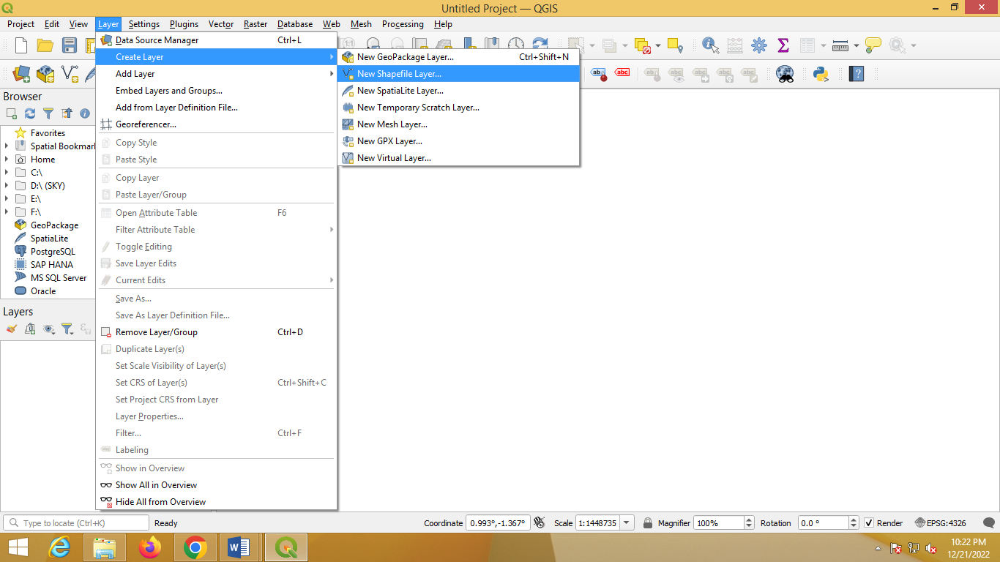 Untitled Project — QGIS
Project Edit View Layer Settings Plugins Vector Raster Database Web Mesh Processing Help
Data Source Manager Ctrl+L
Create Layer
Add Layer
Embed Layers and Groups...
Add from Layer Definition File...
Georeferencer...
Copy Style
Paste Style
Copy Layer
Paste Layer/Group
Open Attribute Table F6
Filter Attribute Table
Toggle Editing
Save Layer Edits
Current Edits
Save As...
Save As Layer Definition File...
Remove Layer/Group Ctrl+D
Duplicate Layer(s)
Set Scale Visibility of Layer(s)
Set CRS of Layer(s) Ctrl+Shift+C
Set Project CRS from Layer
Layer Properties...
Filter... Ctrl+F
Labeling
Show in Overview
Show All in Overview
Hide All from Overview
New GeoPackage Layer... Ctrl+Shift+N
New Shapefile Layer...
New SpatiaLite Layer...
New Temporary Scratch Layer...
New Mesh Layer...
New GPX Layer...
New Virtual Layer...
ab
abc
abc
abc
abc
abc
abc
Browser
Favorites
Spatial Bookmar
Home
C:\
D:\ (SKY)
E:\
F:\
GeoPackage
SpatiaLite
PostgreSQL
SAP HANA
MS SQL Server
Oracle
Layers
Type to locate (Ctrl+K) Ready Coordinate 0.993°,-1.367° Scale 1:1448735 Magnifier 100% Rotation 0.0 ° Render EPSG:4326
10:22 PM
12/21/2022